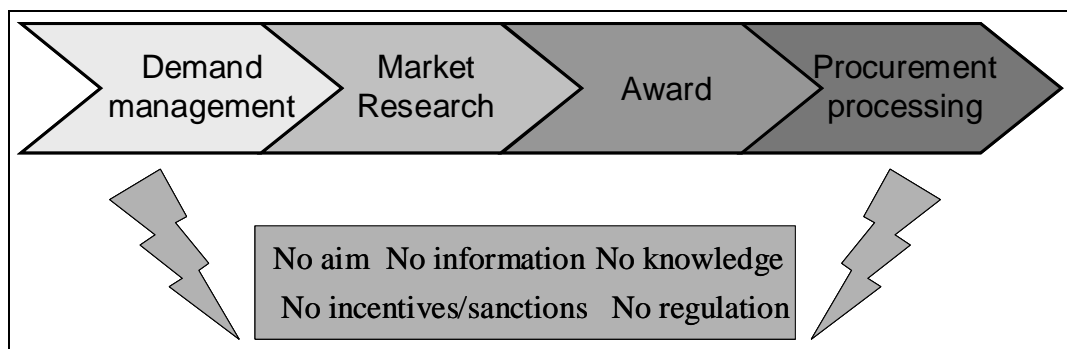 Demand
management
Market
Research
Award
Procurement
processing
No aim No information No knowledge
No incentives/sanctions No regulation